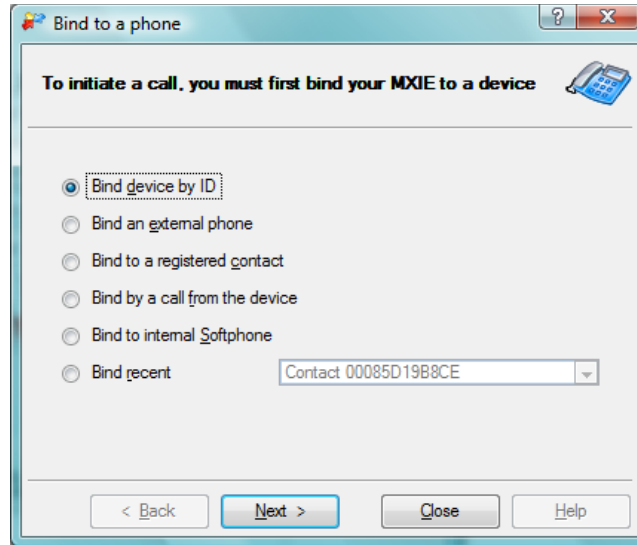 Bind to a phone
To initiate a call, you must first bind your MXIE to a device
Bind device by ID
Bind an external phone
Bind to a registered contact
Bind by a call from the device
Bind to internal Softphone
Bind recent Contact 00085D19B8CE
< Back Next > Close Help